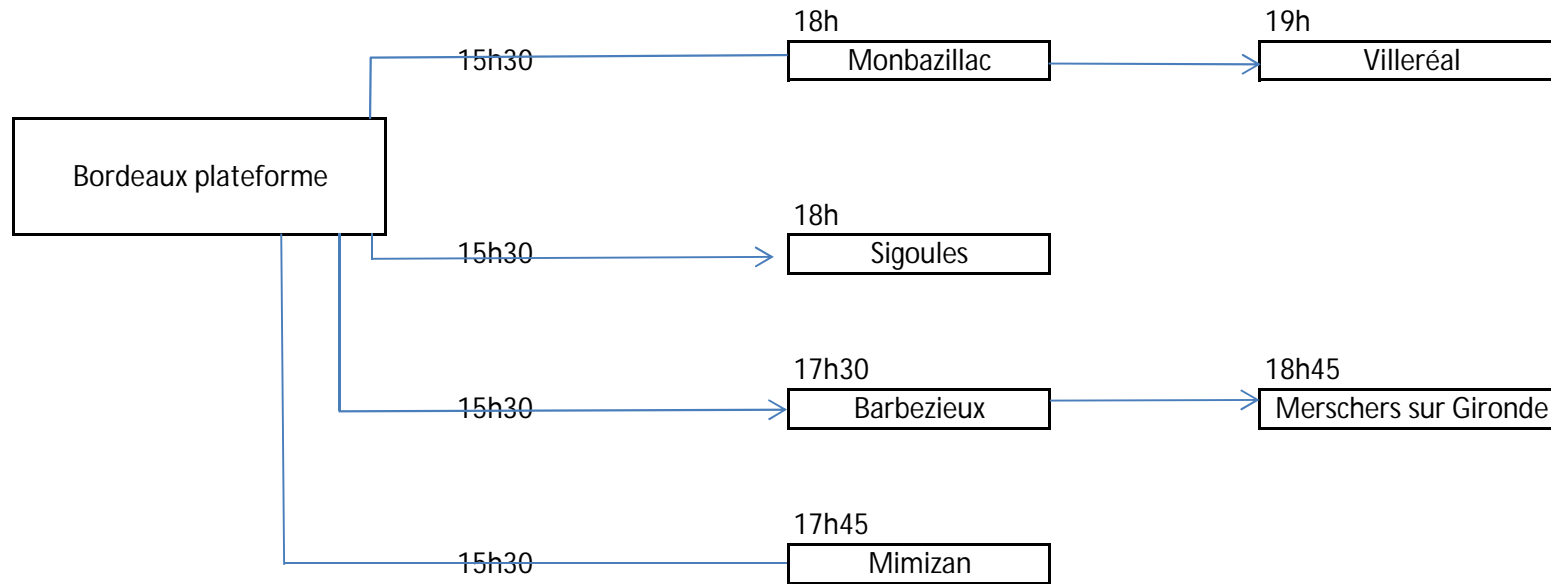 18h
19h
15h30
Monbazillac
Villeréal
Bordeaux plateforme
18h
15h30
Sigoules
17h30
18h45
15h30
Barbezieux
Merschers sur Gironde
17h45
15h30
Mimizan